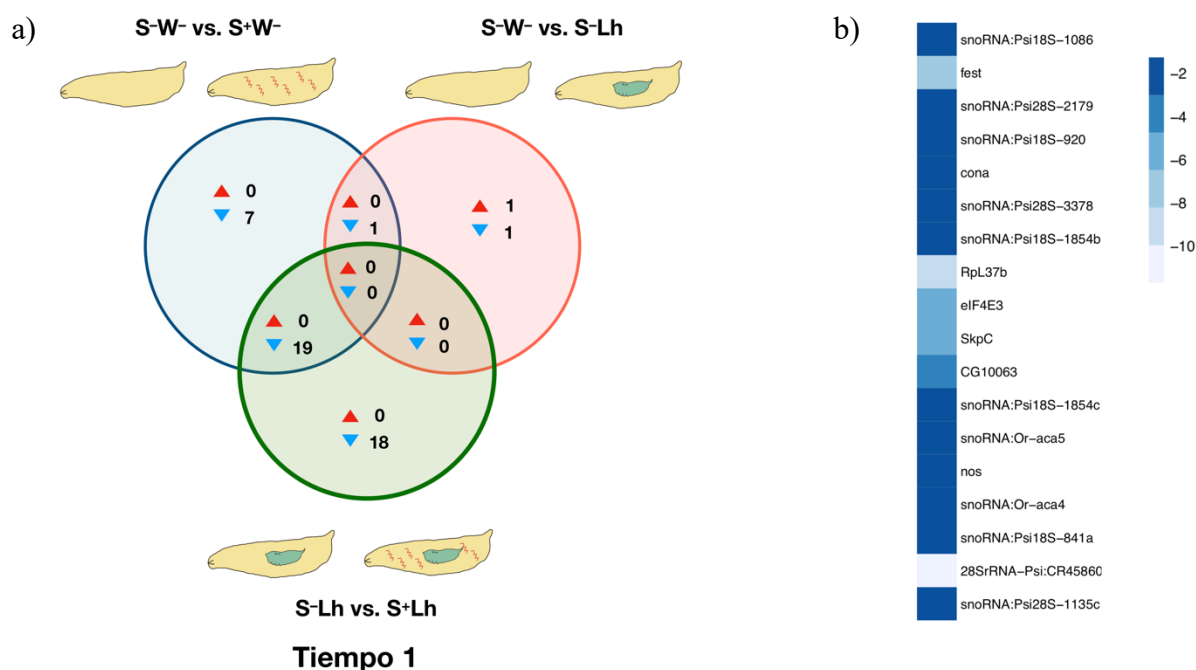 a)
S⁻W⁻ vs. S⁺W⁻
S⁻W⁻ vs. S⁻Lh
0
7
0
1
1
1
0
0
0
19
0
0
0
18
S⁻Lh vs. S⁺Lh
Tiempo 1
b)
snoRNA:Psi18S−1086
fest
snoRNA:Psi28S−2179
snoRNA:Psi18S−920
cona
snoRNA:Psi28S−3378
snoRNA:Psi18S−1854b
RpL37b
eIF4E3
SkpC
CG10063
snoRNA:Psi18S−1854c
snoRNA:Or−aca5
nos
snoRNA:Or−aca4
snoRNA:Psi18S−841a
28SrRNA−Psi:CR45860
snoRNA:Psi28S−1135c
−2
−4
−6
−8
−10